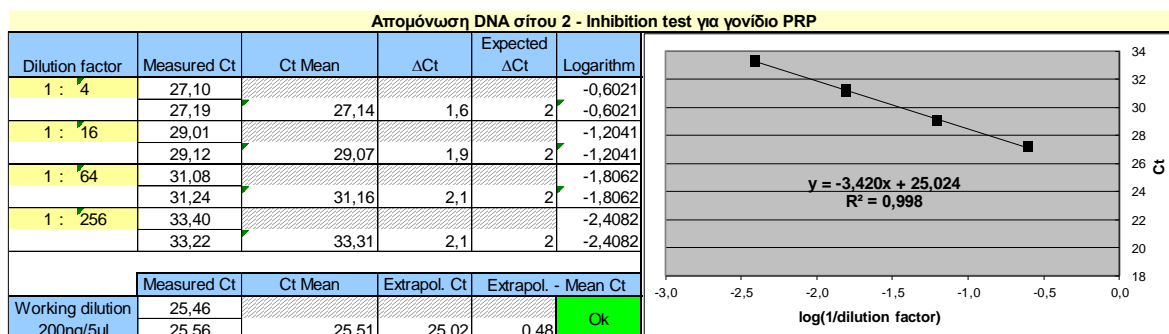 Απομόνωση DNA σίτου 2 - Inhibition test για γονίδιο PRP
Dilution factor Measured Ct Ct Mean ΔCt Expected ΔCt Logarithm
1 : 4 27,10 -0,6021
27,19 27,14 1,6 2 -0,6021
1 : 16 29,01 -1,2041
29,12 29,07 1,9 2 -1,2041
1 : 64 31,08 -1,8062
31,24 31,16 2,1 2 -1,8062
1 : 256 33,40 -2,4082
33,22 33,31 2,1 2 -2,4082
Measured Ct Ct Mean Extrapol. Ct Extrapol. - Mean Ct
Working dilution 25,46
200ng/5ul 25,56 25,51 25,02 0,48 Ok
34
32
30
28
26
24
22
20
18
Ct
y = -3,420x + 25,024
R² = 0,998
-3,0 -2,5 -2,0 -1,5 -1,0 -0,5 0,0
log(1/dilution factor)